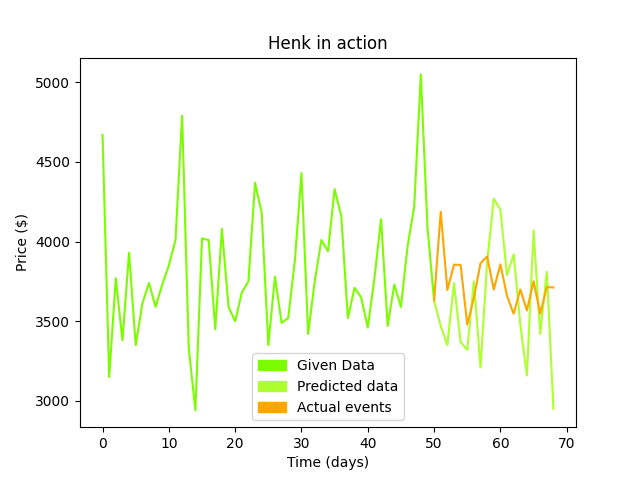 Henk in action
Price ($)
5000
4500
4000
3500
3000
Given Data
Predicted data
Actual events
0 10 20 30 40 50 60 70
Time (days)